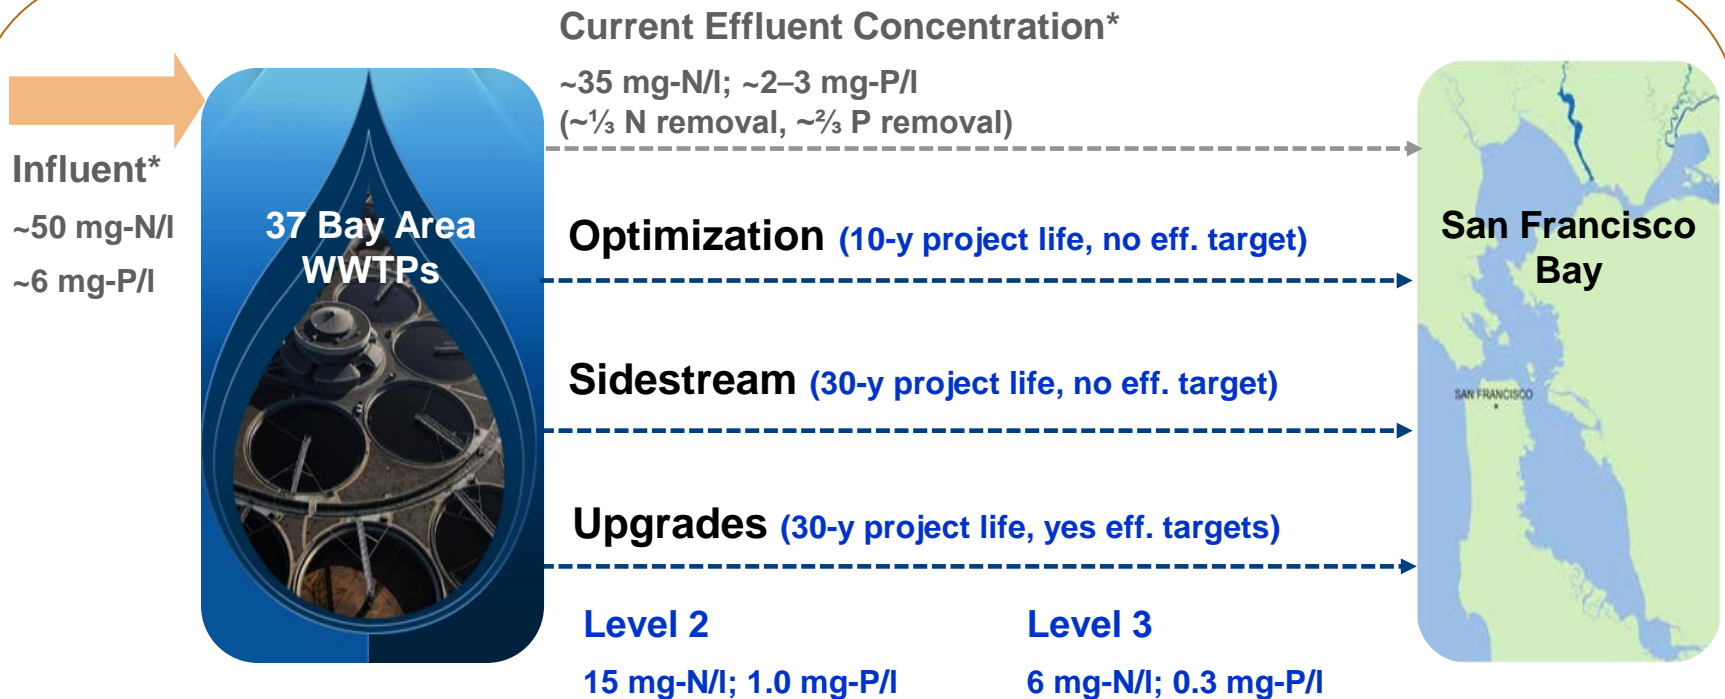 Current Effluent Concentration*
~35 mg-N/l; ~2–3 mg-P/l
(~⅓ N removal, ~⅔ P removal)
Influent*
~50 mg-N/l
~6 mg-P/l
37 Bay Area
WWTPs
Optimization (10-y project life, no eff. target)
Sidestream (30-y project life, no eff. target)
Upgrades (30-y project life, yes eff. targets)
Level 2
15 mg-N/l; 1.0 mg-P/l
Level 3
6 mg-N/l; 0.3 mg-P/l
San Francisco
Bay
SAN FRANCISCO